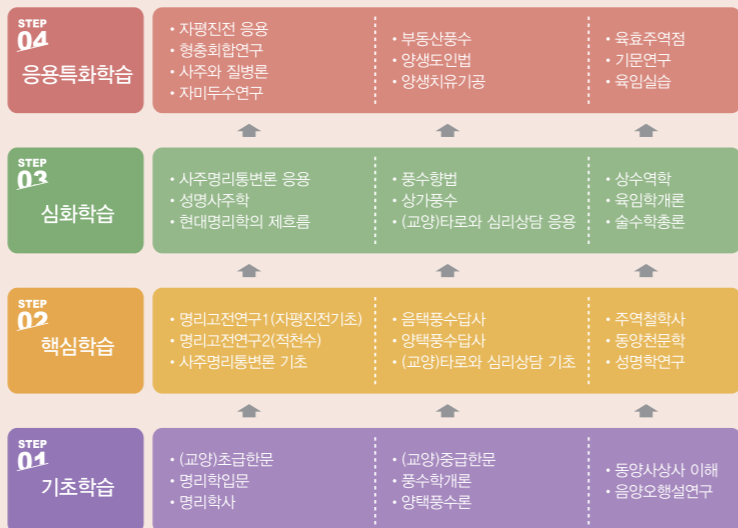 STEP
04
응용특화학습
• 자평진전 응용
• 형충회합연구
• 사주와 질병론
• 자미두수연구
• 부동산풍수
• 양생도인법
• 양생치유기공
• 육효주역점
• 기문연구
• 육임실습
STEP
03
심화학습
• 사주명리통변론 응용
• 성명사주학
• 현대명리학의 제흐름
• 풍수향법
• 상가풍수
• (교양)타로와 심리상담 응용
• 상수역학
• 육임학개론
• 술수학총론
STEP
02
핵심학습
• 명리고전연구1(자평진전기초)
• 명리고전연구2(적천수)
• 사주명리통변론 기초
• 음택풍수답사
• 양택풍수답사
• (교양)타로와 심리상담 기초
• 주역철학사
• 동양천문학
• 성명학연구
STEP
01
기초학습
• (교양)초급한문
• 명리학입문
• 명리학사
• (교양)중급한문
• 풍수학개론
• 양택풍수론
• 동양사상사 이해
• 음양오행설연구